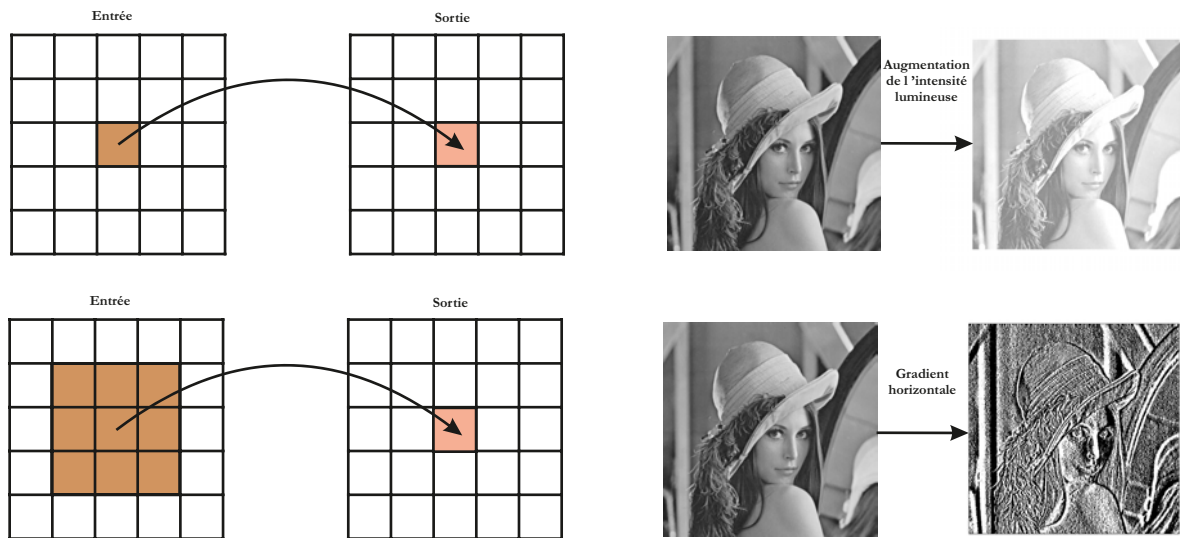 Entrée
Sortie
Augmentation
de l 'intensité
lumineuse
Entrée
Sortie
Gradient
horizontale